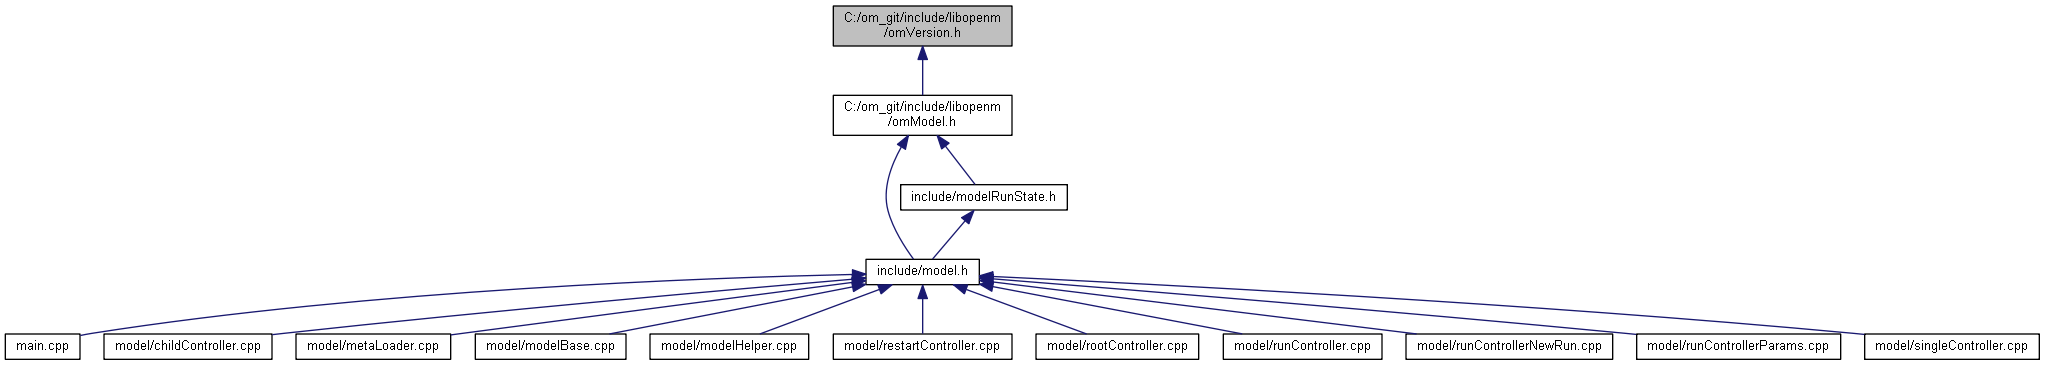 C:/om_git/include/libopenm
/omVersion.h
C:/om_git/include/libopenm
/omModel.h
include/modelRunState.h
include/model.h
main.cpp
model/childController.cpp
model/metaLoader.cpp
model/modelBase.cpp
model/modelHelper.cpp
model/restartController.cpp
model/rootController.cpp
model/runController.cpp
model/runControllerNewRun.cpp
model/runControllerParams.cpp
model/singleController.cpp